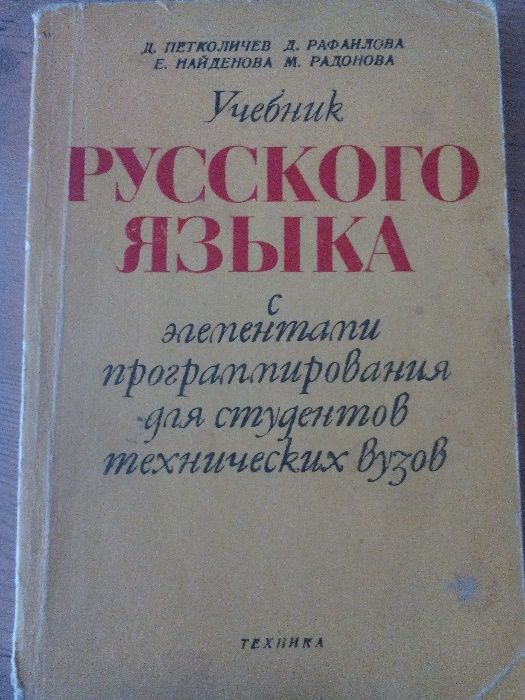 Д. ПЕТКОЛИЧЕВ Д. РАФАИЛОВА
Е. НАЙДЕНОВА М. РАДОНОВА
Учебник
РУССКОГО
ЯЗЫКА
с
элементами
программирования
для студентов
технических вузов
ТЕХНИКА